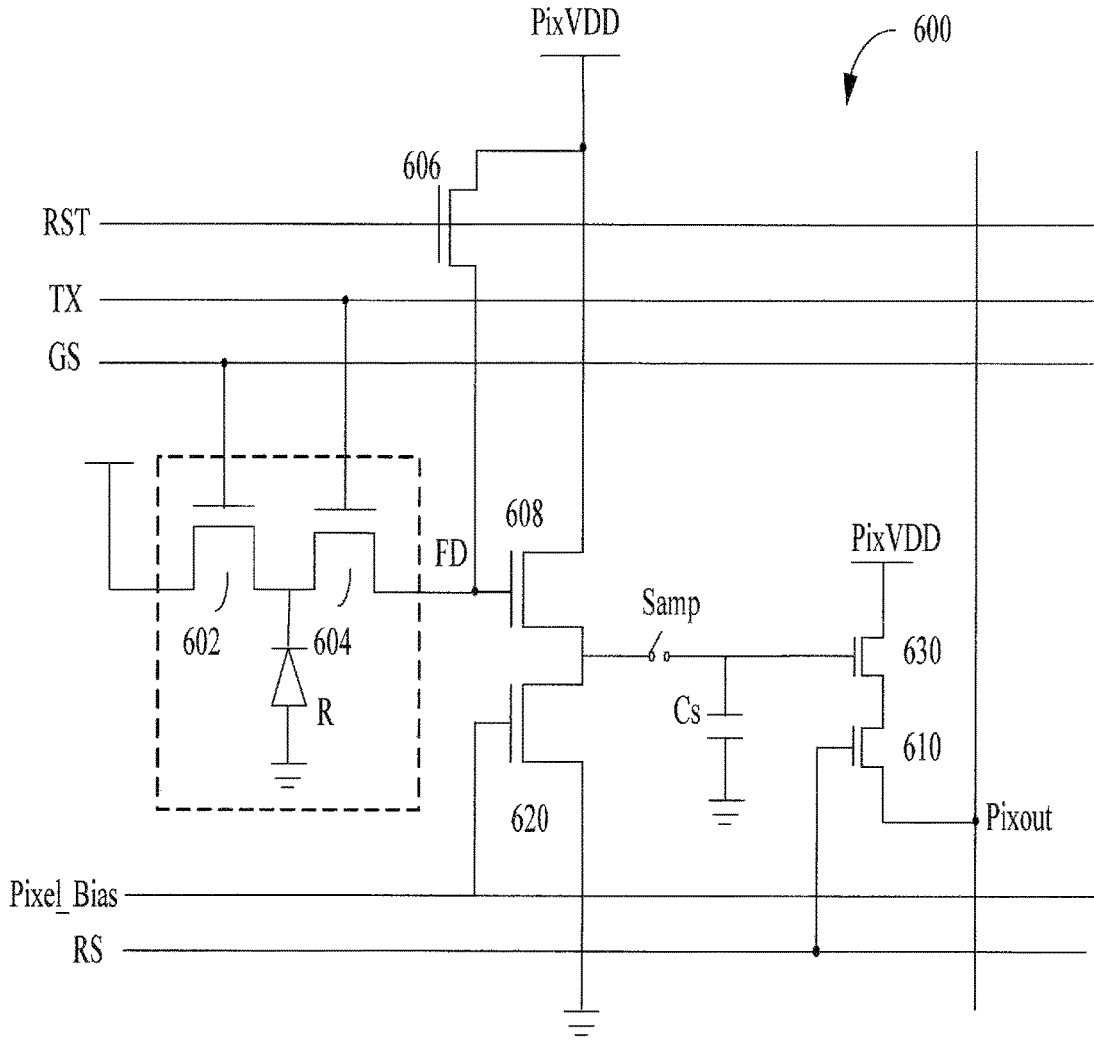 PixVDD
600
606
RST
TX
GS
608
FD
PixVDD
Samp
602
604
630
R
Cs
610
620
Pixout
Pixel_Bias
RS